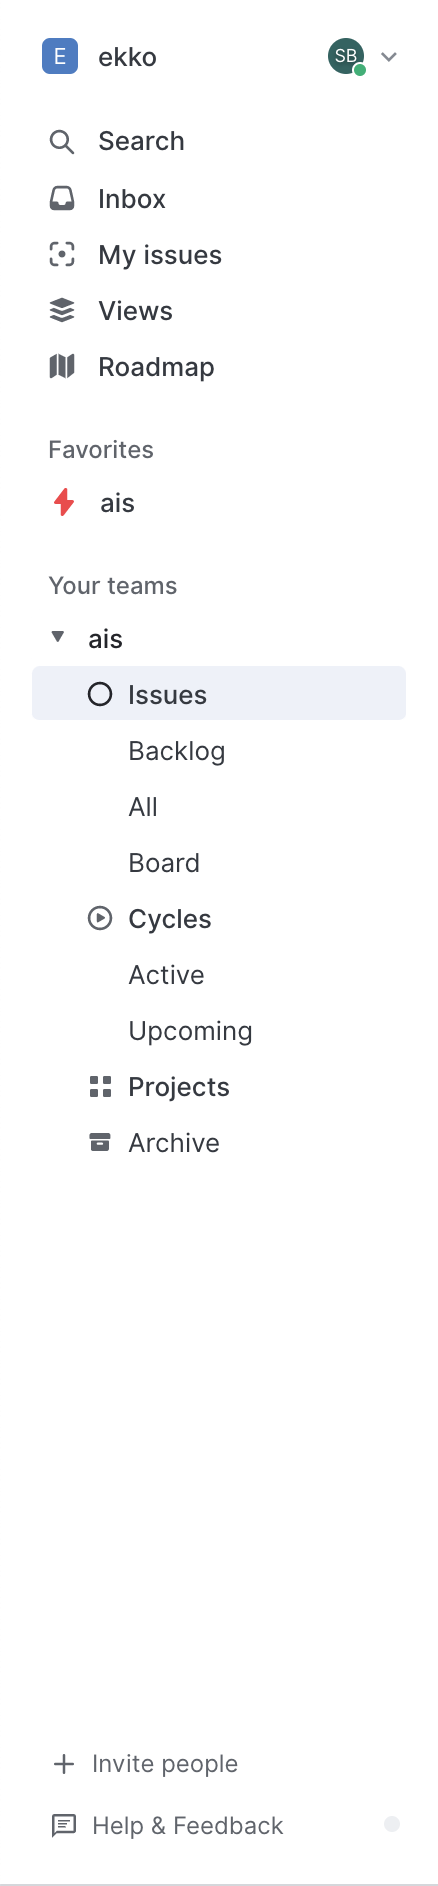 E ekko SB
Search
Inbox
My issues
Views
Roadmap
Favorites
ais
Your teams
ais
Issues
Backlog
All
Board
Cycles
Active
Upcoming
Projects
Archive
Invite people
Help & Feedback